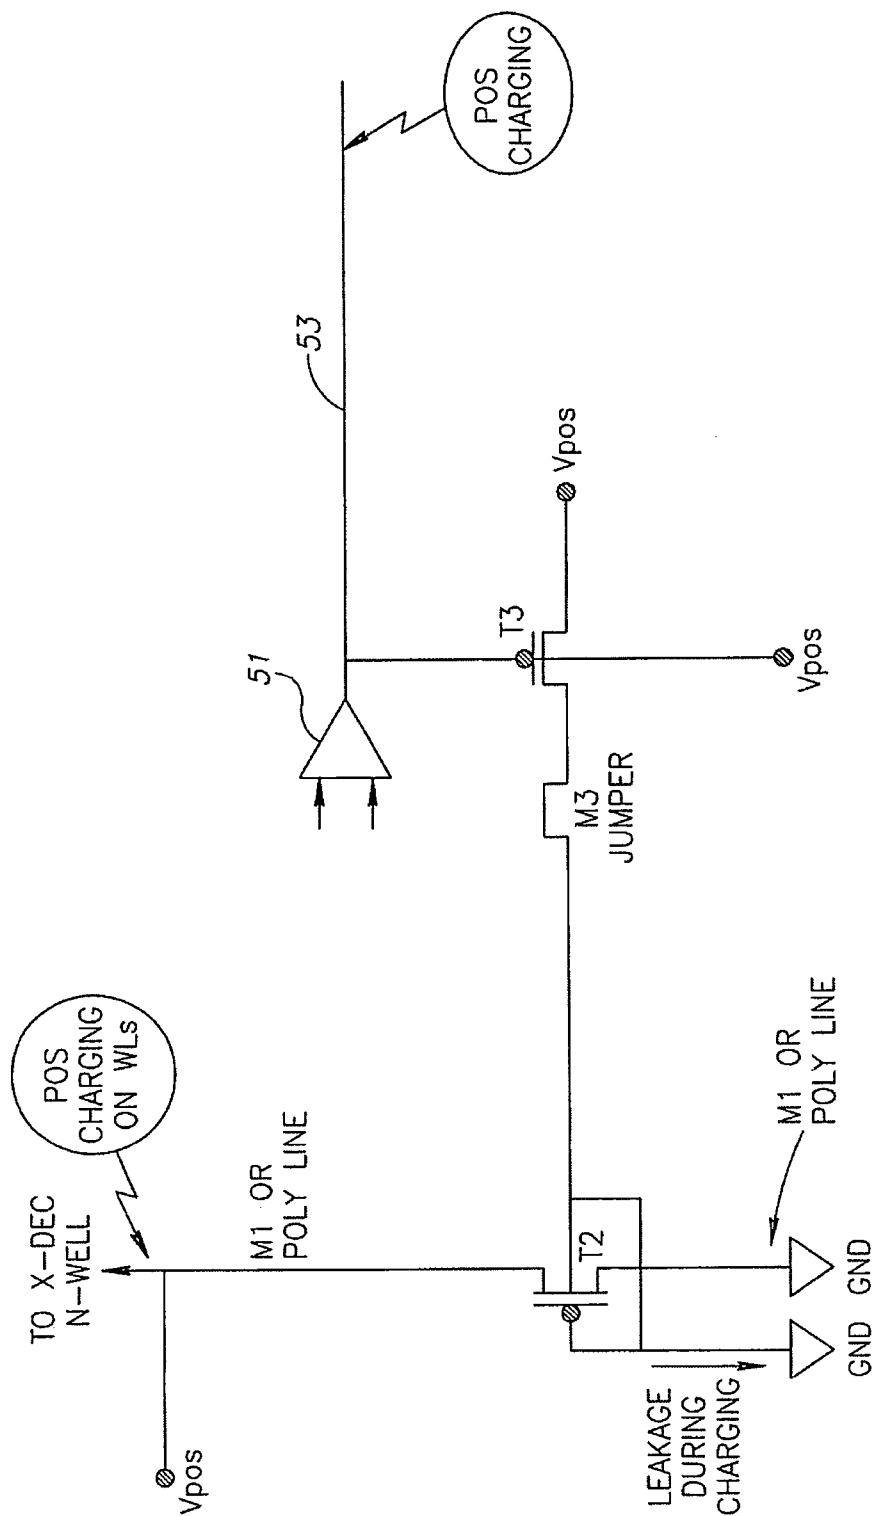 POS
CHARGING
53
51
T3
Vpos
Vpos
M3
JUMPER
POS
CHARGING
ON WLs
TO X-DEC
N-WELL
M1 OR
POLY LINE
T2
M1 OR
POLY LINE
Vpos
LEAKAGE
DURING
CHARGING
GND
GND